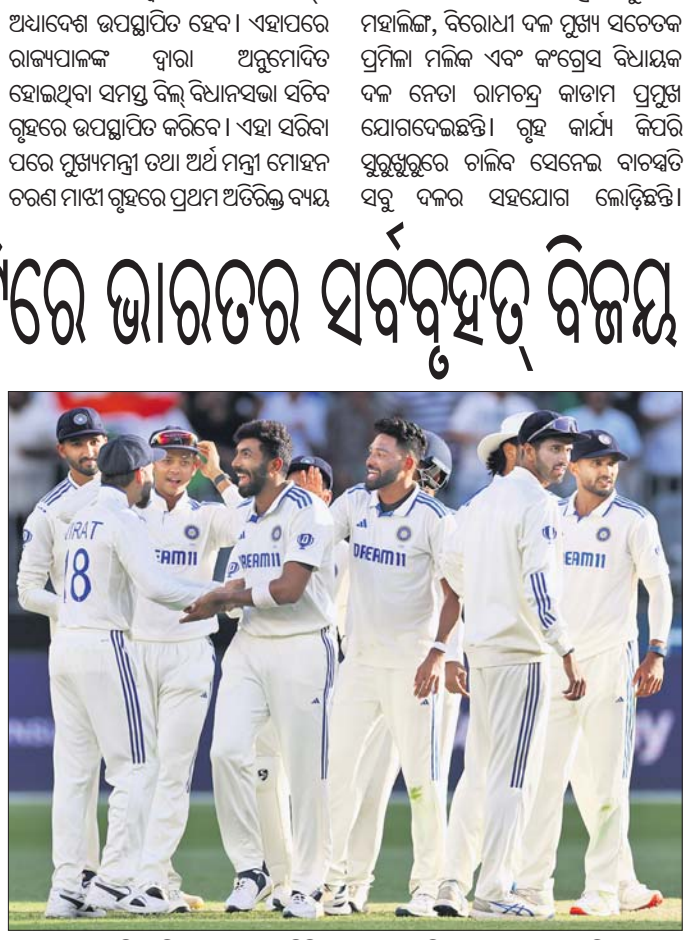 ଅଧ୍ୟାଦେଶ ଉପସ୍ଥାପିତ ହେବ। ଏହାପରେ
ରାଜ୍ୟପାଳଙ୍କ ଦ୍ୱାରା ଅନୁମୋଦିତ
ହୋଇଥିବା ସମସ୍ତ ବିଲ୍ ବିଧାନସଭା ସଚିବ
ଗୃହରେ ଉପସ୍ଥାପିତ କରିବେ। ଏହା ସରିବା
ପରେ ମୁଖ୍ୟମନ୍ତ୍ରୀ ତଥା ଅର୍ଥ ମନ୍ତ୍ରୀ ମୋହନ
ଚରଣ ମାଝୀ ଗୃହରେ ପ୍ରଥମ ଅତିରିକ୍ତ ବ୍ୟୟ
ମହାଲିଙ୍ଗ, ବିରୋଧୀ ଦଳ ମୁଖ୍ୟ ସଚେତକ
ପ୍ରମିଳା ମଲିକ ଏବଂ କଂଗ୍ରେସ ବିଧାୟକ
ଦଳ ନେତା ରାମଚନ୍ଦ୍ର କାଡାମ ପ୍ରମୁଖ
ଯୋଗଦେଇଛନ୍ତି। ଗୃହ କାର୍ଯ୍ୟ କିପରି
ସୁରୁଖୁରୁରେ ଚାଲିବ ସେନେଇ ବାଚସ୍ପତି
ସବୁ ଦଳର ସହଯୋଗ ଲୋଡ଼ିଛନ୍ତି।
ରେ ଭାରତର ସର୍ବବୃହତ୍ ବିଜୟ
IRAT
18
EAM11
REAM11
DREAM11
EAM11